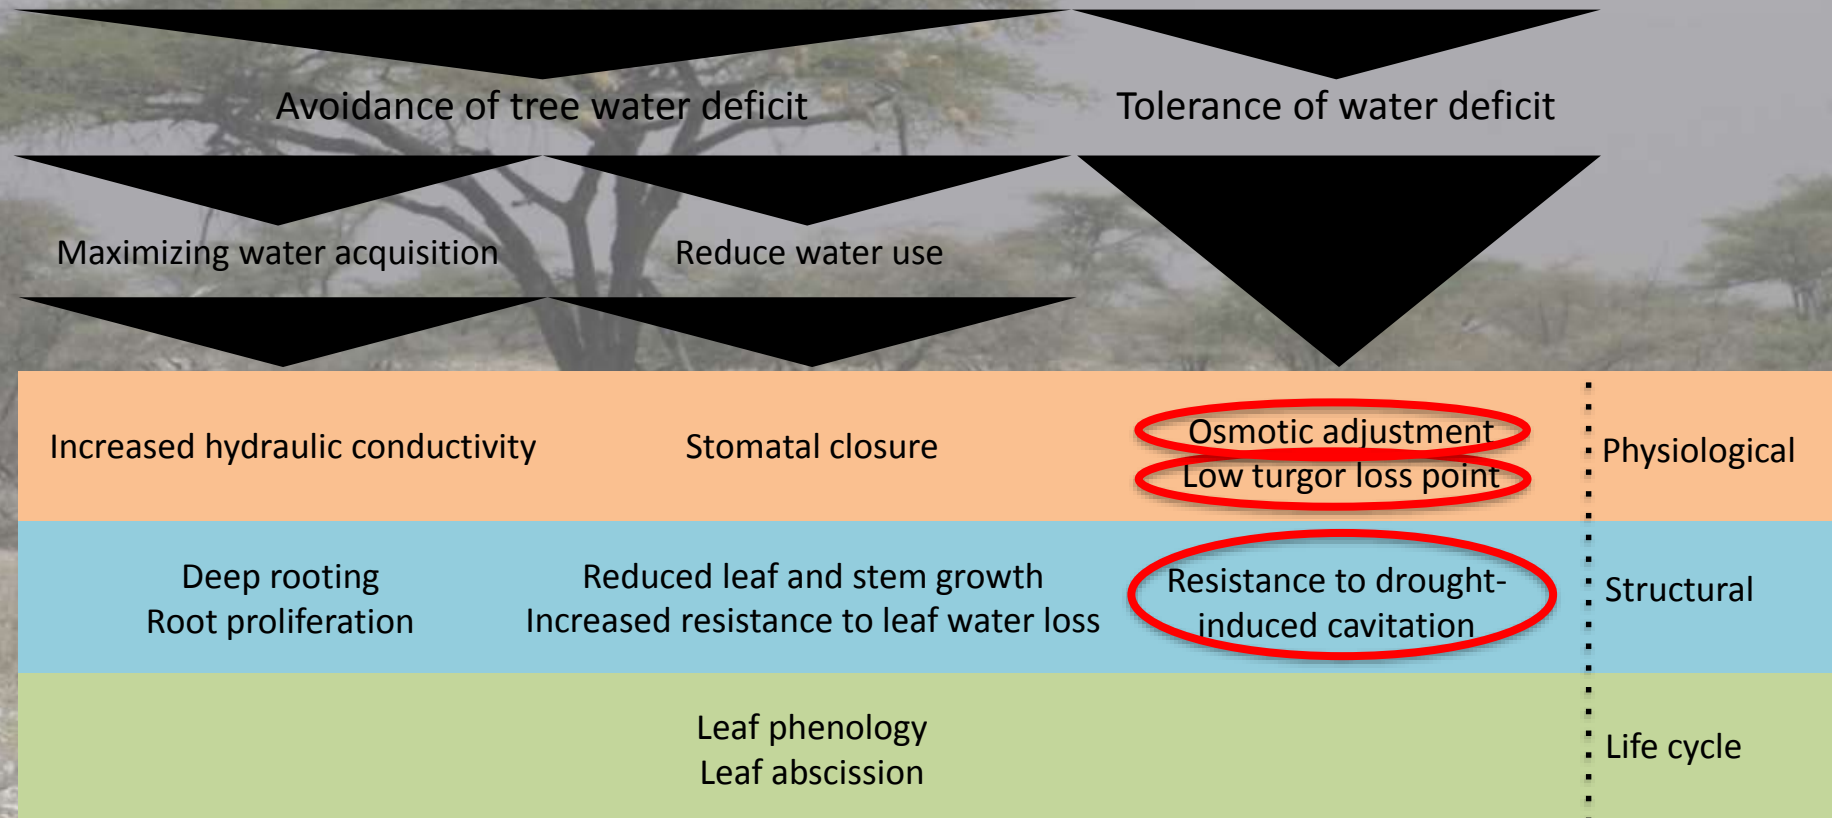 Avoidance of tree water deficit
Tolerance of water deficit
Maximizing water acquisition
Reduce water use
Increased hydraulic conductivity
Stomatal closure
Osmotic adjustment
Low turgor loss point
Physiological
Deep rooting
Root proliferation
Reduced leaf and stem growth
Increased resistance to leaf water loss
Resistance to drought-
induced cavitation
Structural
Leaf phenology
Leaf abscission
Life cycle